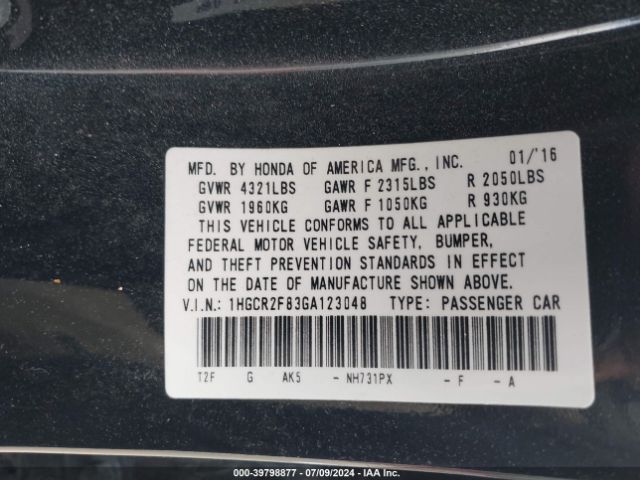 MFD. BY HONDA OF AMERICA MFG., INC. 01/'16
GVWR 4321LBS GAWR F 2315LBS R 2050LBS
GVWR 1960KG GAWR F 1050KG R 930KG
THIS VEHICLE CONFORMS TO ALL APPLICABLE
FEDERAL MOTOR VEHICLE SAFETY, BUMPER,
AND THEFT PREVENTION STANDARDS IN EFFECT
ON THE DATE OF MANUFACTURE SHOWN ABOVE.
V.I.N.: 1HGCR2F83GA123048 TYPE: PASSENGER CAR
T2F G AK5 - NH731PX - F - A
000-39798877 - 07/09/2024 - IAA Inc.